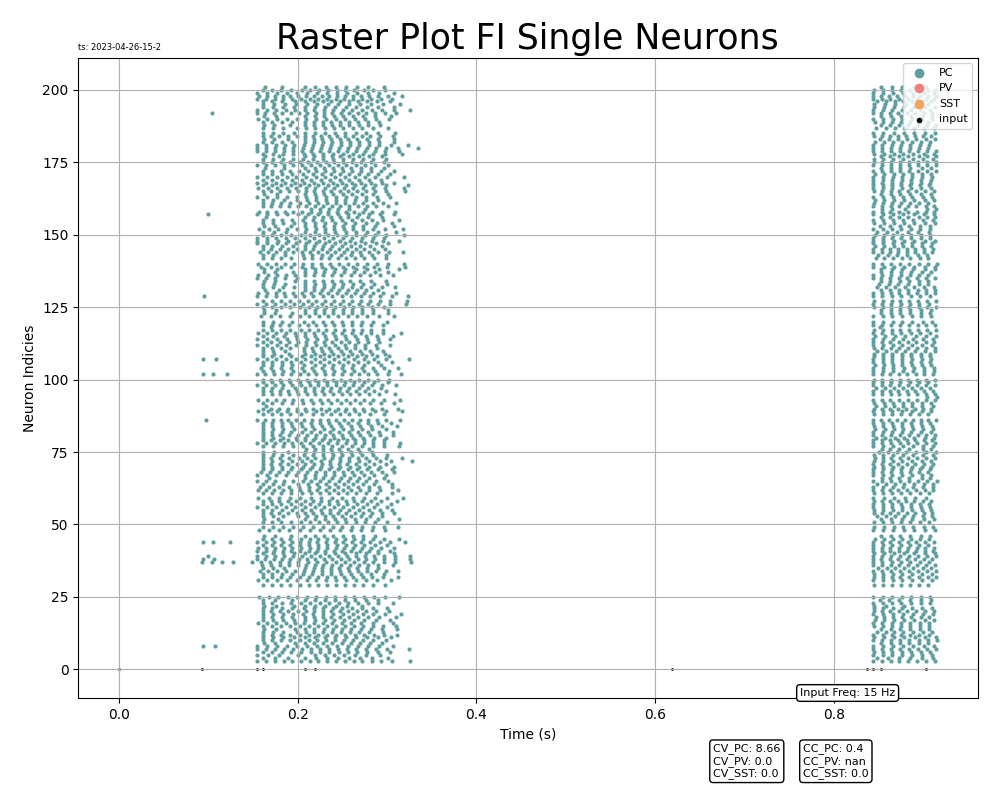 Raster Plot FI Single Neurons
ts: 2023-04-26-15-2
PC
PV
SST
input
200
175
150
125
100
75
50
25
0
Neuron Indicies
0.0 0.2 0.4 0.6 0.8
Time (s)
Input Freq: 15 Hz
CV_PC: 8.66
CV_PV: 0.0
CV_SST: 0.0
CC_PC: 0.4
CC_PV: nan
CC_SST: 0.0